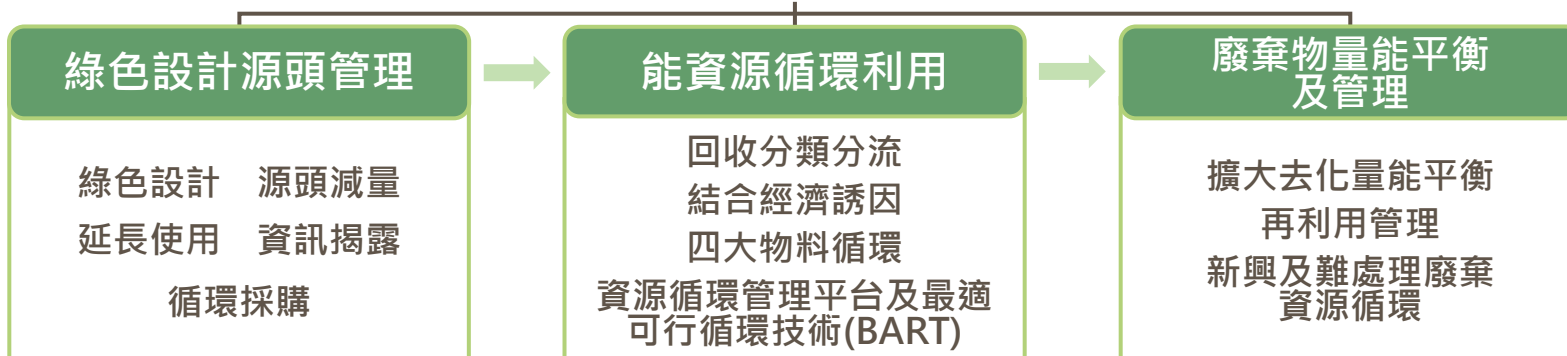 綠色設計源頭管理
綠色設計 源頭減量
延長使用 資訊揭露
循環採購
能資源循環利用
回收分類分流
結合經濟誘因
四大物料循環
資源循環管理平台及最適
可行循環技術(BART)
廢棄物量能平衡
及管理
擴大去化量能平衡
再利用管理
新興及難處理廢棄
資源循環